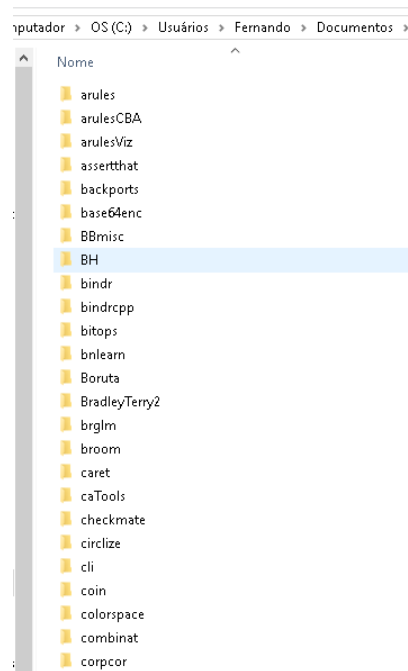 OS (C:) > Usuários > Fernando > Documentos >
Nome
arules
arulesCBA
arulesViz
assertthat
backports
base64enc
BBmisc
BH
bindr
bindrcpp
bitops
bnlearn
Boruta
BradleyTerry2
brglm
broom
caret
caTools
checkmate
circlize
cli
coin
colorspace
combinat
corpcor